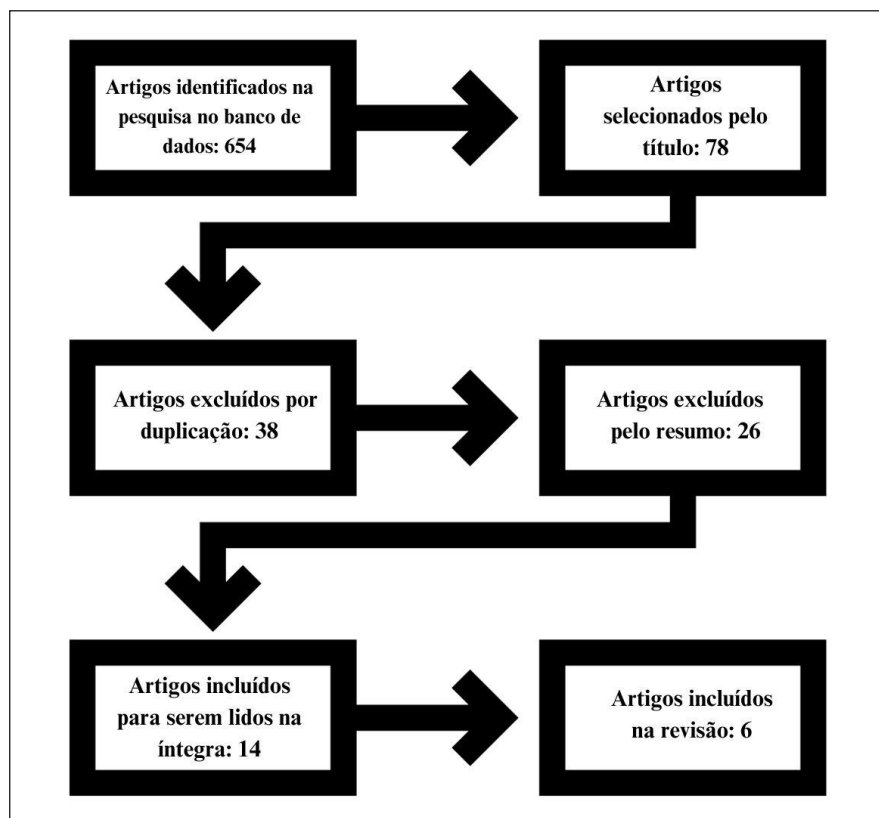 Artigos identificados na
pesquisa no banco de
dados: 654
Artigos
selecionados pelo
título: 78
Artigos excluídos por
duplicação: 38
Artigos excluídos
pelo resumo: 26
Artigos incluídos
para serem lidos na
íntegra: 14
Artigos incluídos
na revisão: 6